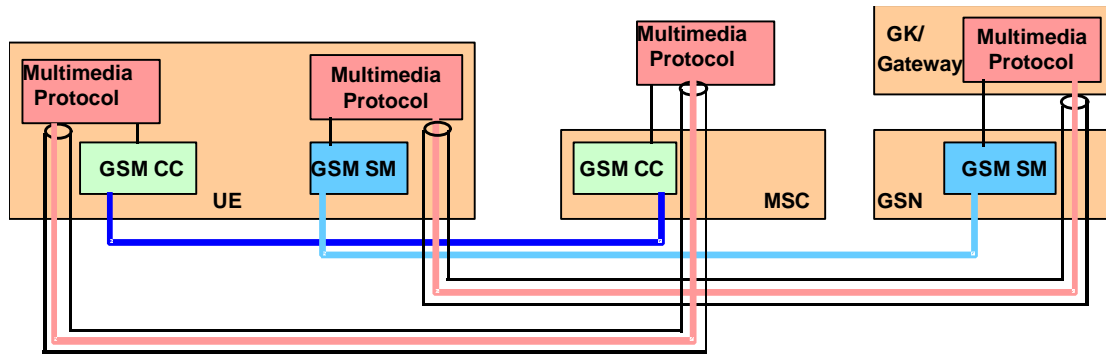 Multimedia
Protocol
Multimedia
Protocol
Multimedia
Protocol
GK/
Gateway
Multimedia
Protocol
GSM CC
GSM SM
UE
GSM CC
MSC
GSM SM
GSN